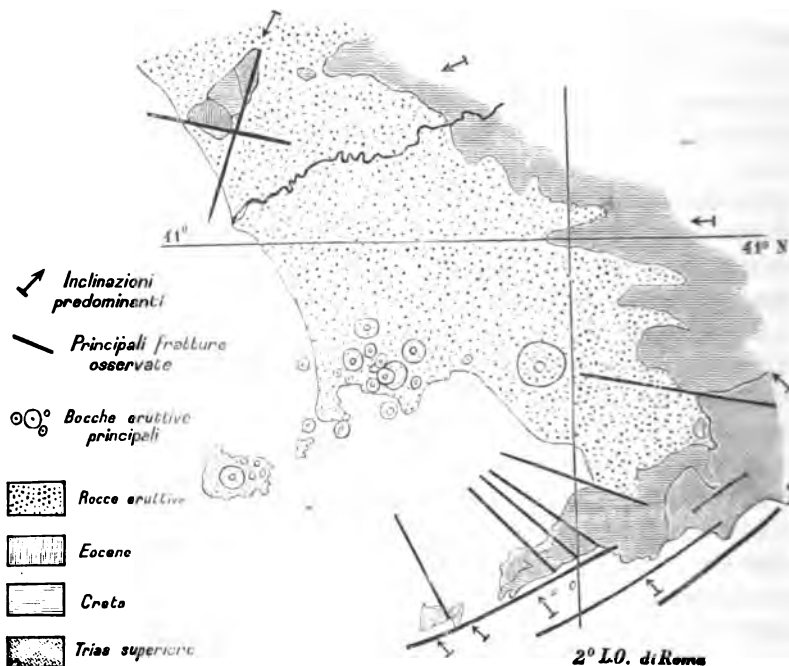 41°
41° N
Inclinazioni
predominanti
Principali fratture
osservate
Bocche eruttive
principali
Rocce eruttive
Eocene
Creta
Trias superiore
= 0
2° L.O. di Roma